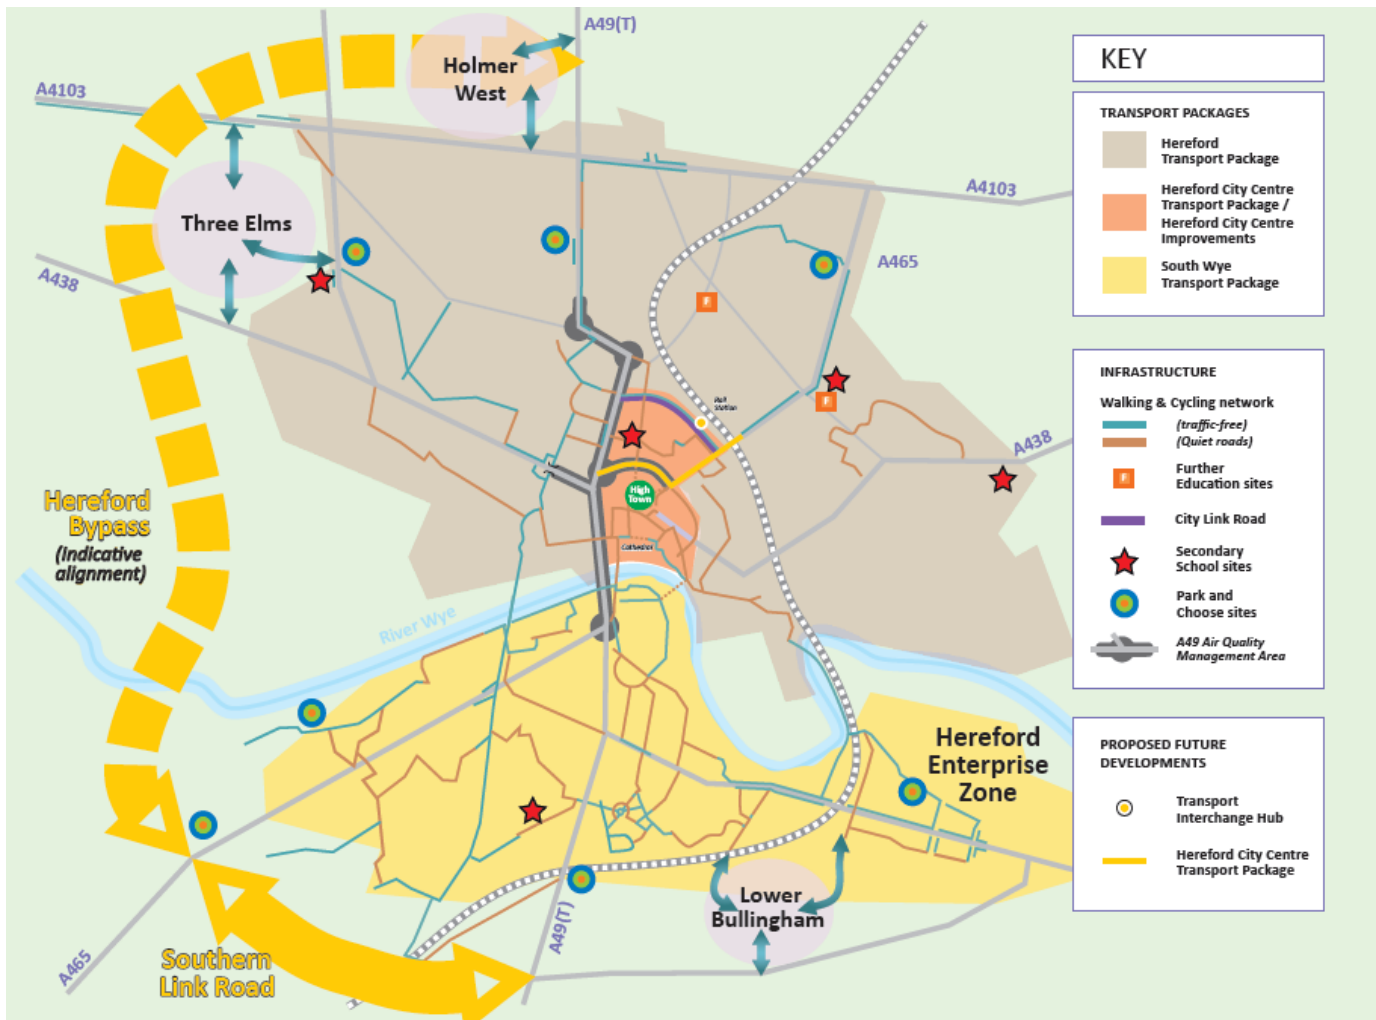 A49(T)
Holmer
West
A4103
A4103
Three Elms
A438
A465
Rail
Station
A438
High
Town
Cathedral
F
F
Hereford
Bypass
(Indicative
alignment)
River Wye
Hereford
Enterprise
Zone
Lower
Bullingham
A49(T)
Southern
Link Road
A465
KEY
TRANSPORT PACKAGES
Hereford
Transport Package
Hereford City Centre
Transport Package /
Hereford City Centre
Improvements
South Wye
Transport Package
INFRASTRUCTURE
Walking & Cycling network
(traffic-free)
(Quiet roads)
F
Further
Education sites
City Link Road
Secondary
School sites
Park and
Choose sites
A49 Air Quality
Management Area
PROPOSED FUTURE
DEVELOPMENTS
Transport
Interchange Hub
Hereford City Centre
Transport Package